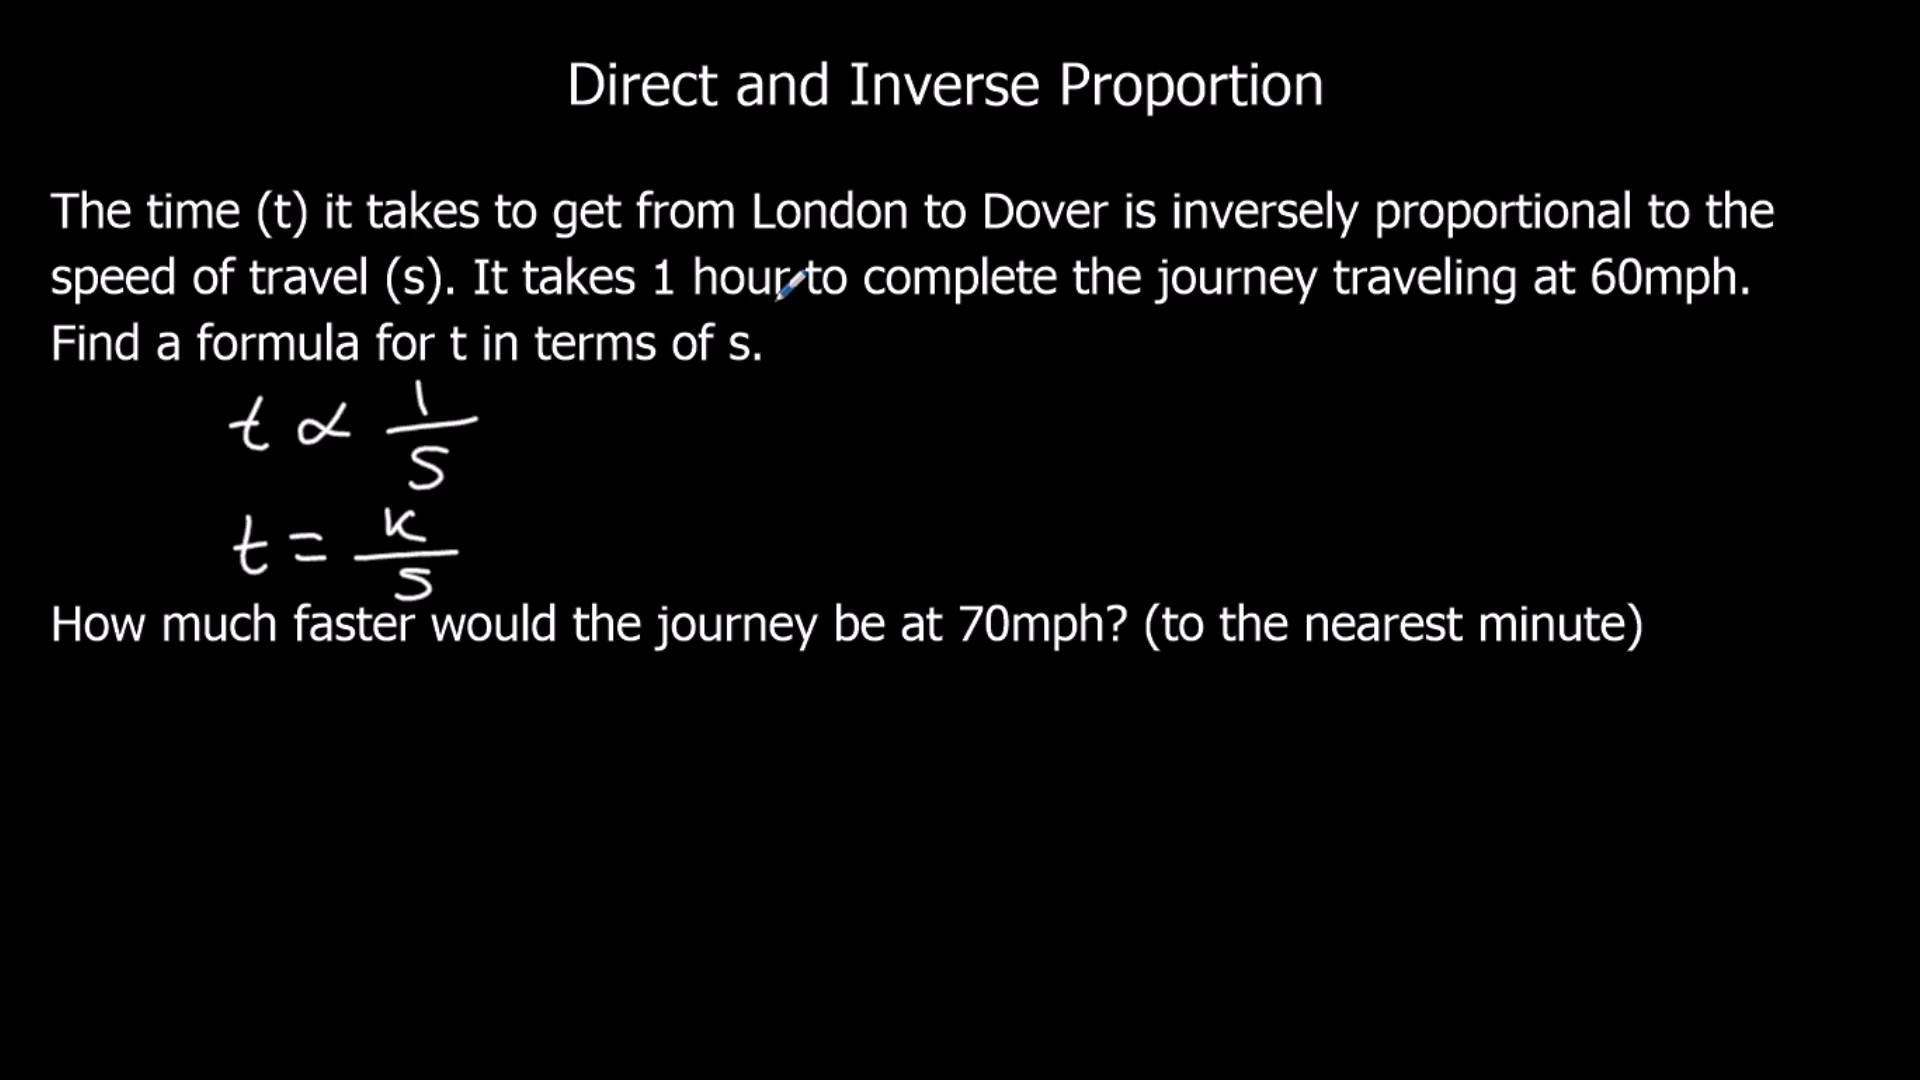 Direct and Inverse Proportion
The time (t) it takes to get from London to Dover is inversely proportional to the
speed of travel (s). It takes 1 hour to complete the journey traveling at 60mph.
Find a formula for t in terms of s.
t ∝ 1/s
t = k/s
How much faster would the journey be at 70mph? (to the nearest minute)